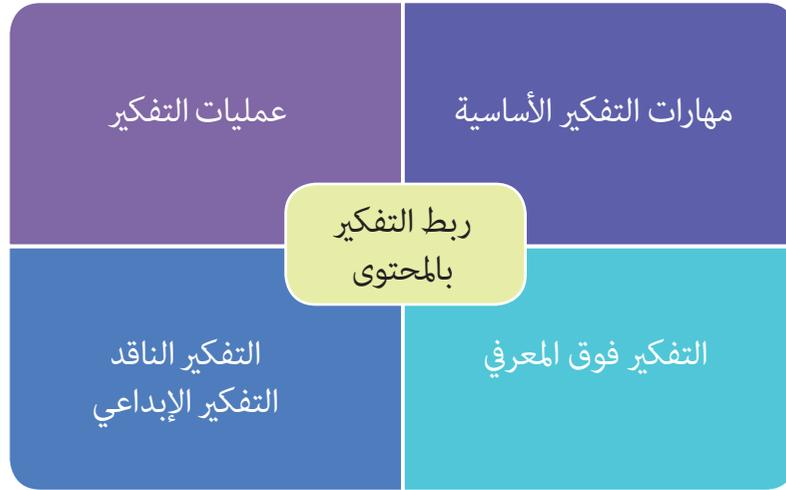 مهارات التفكير الأساسية
عمليات التفكير
ربط التفكير
بالمحتوى
التفكير فوق المعرفي
التفكير الناقد
التفكير الإبداعي